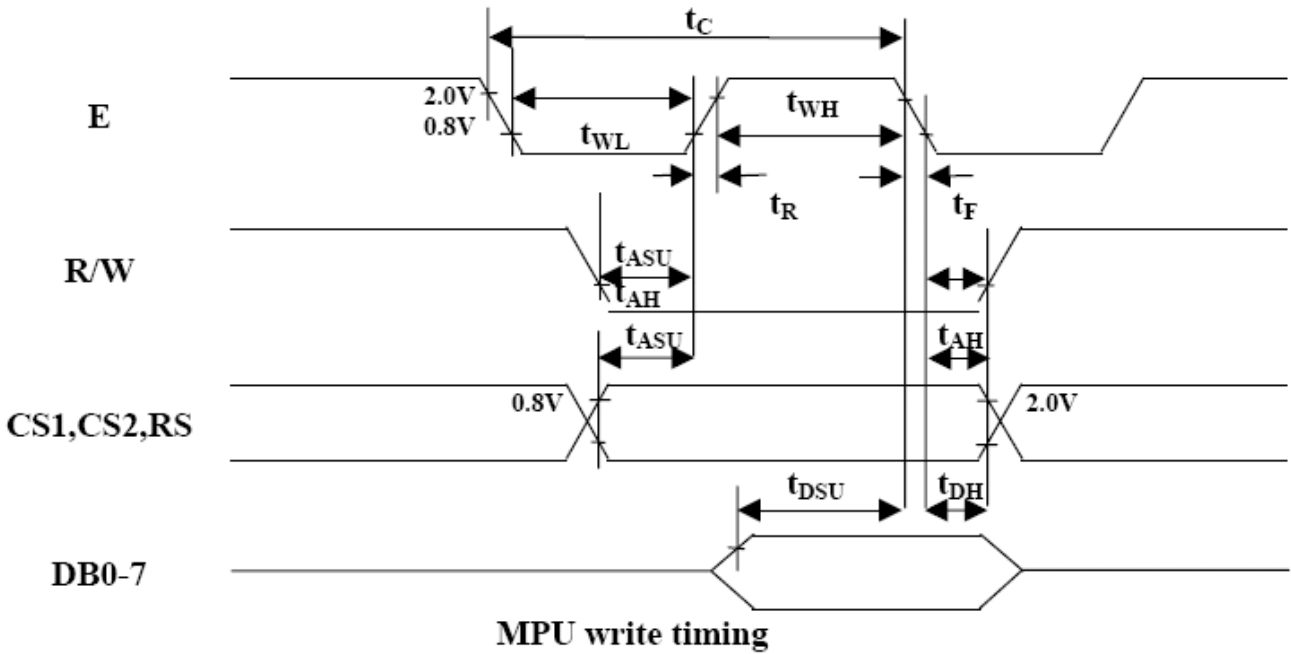 tC
E
2.0V
0.8V
tWL
tWH
tR
tF
R/W
tASU
tAH
tASU
tAH
CS1,CS2,RS
0.8V
2.0V
tDSU
tDH
DB0-7
MPU write timing